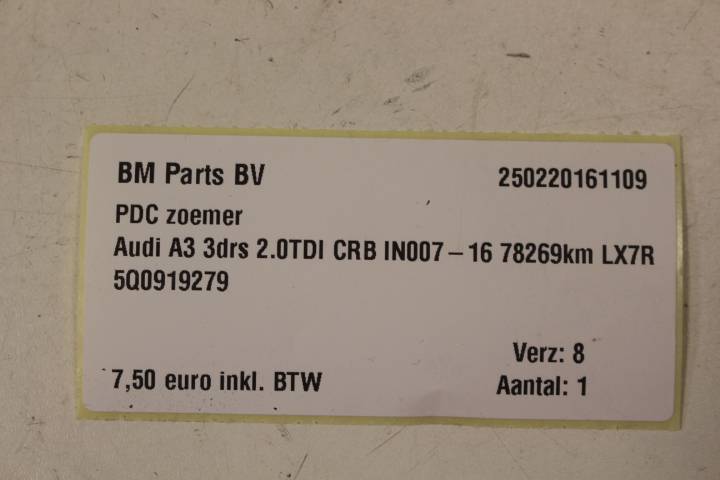 BM Parts BV 250220161109
PDC zoemer
Audi A3 3drs 2.0TDI CRB IN007 – 16 78269km LX7R
5Q0919279
Verz: 8
7,50 euro inkl. BTW Aantal: 1